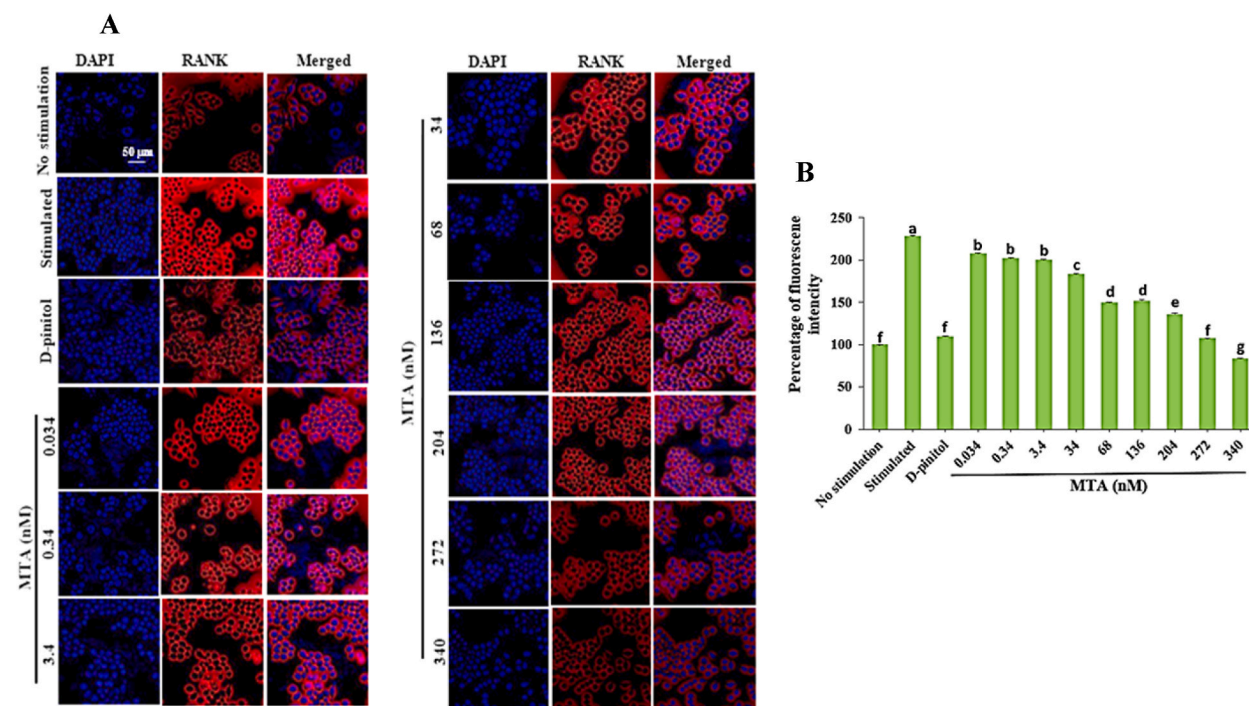 A
DAPI RANK Merged
No stimulation
50 μm
Stimulated
D-pinitol
MTA (nM)
0.034
0.34
3.4
DAPI RANK Merged
MTA (nM)
34
68
136
204
272
340
B
Percentage of fluorescene
intencity
250
200
150
100
50
0
f a f b b b c d d e f g
No stimulation Stimulated D-pinitol 0.034 0.34 3.4 34 68 136 204 272 340
MTA (nM)